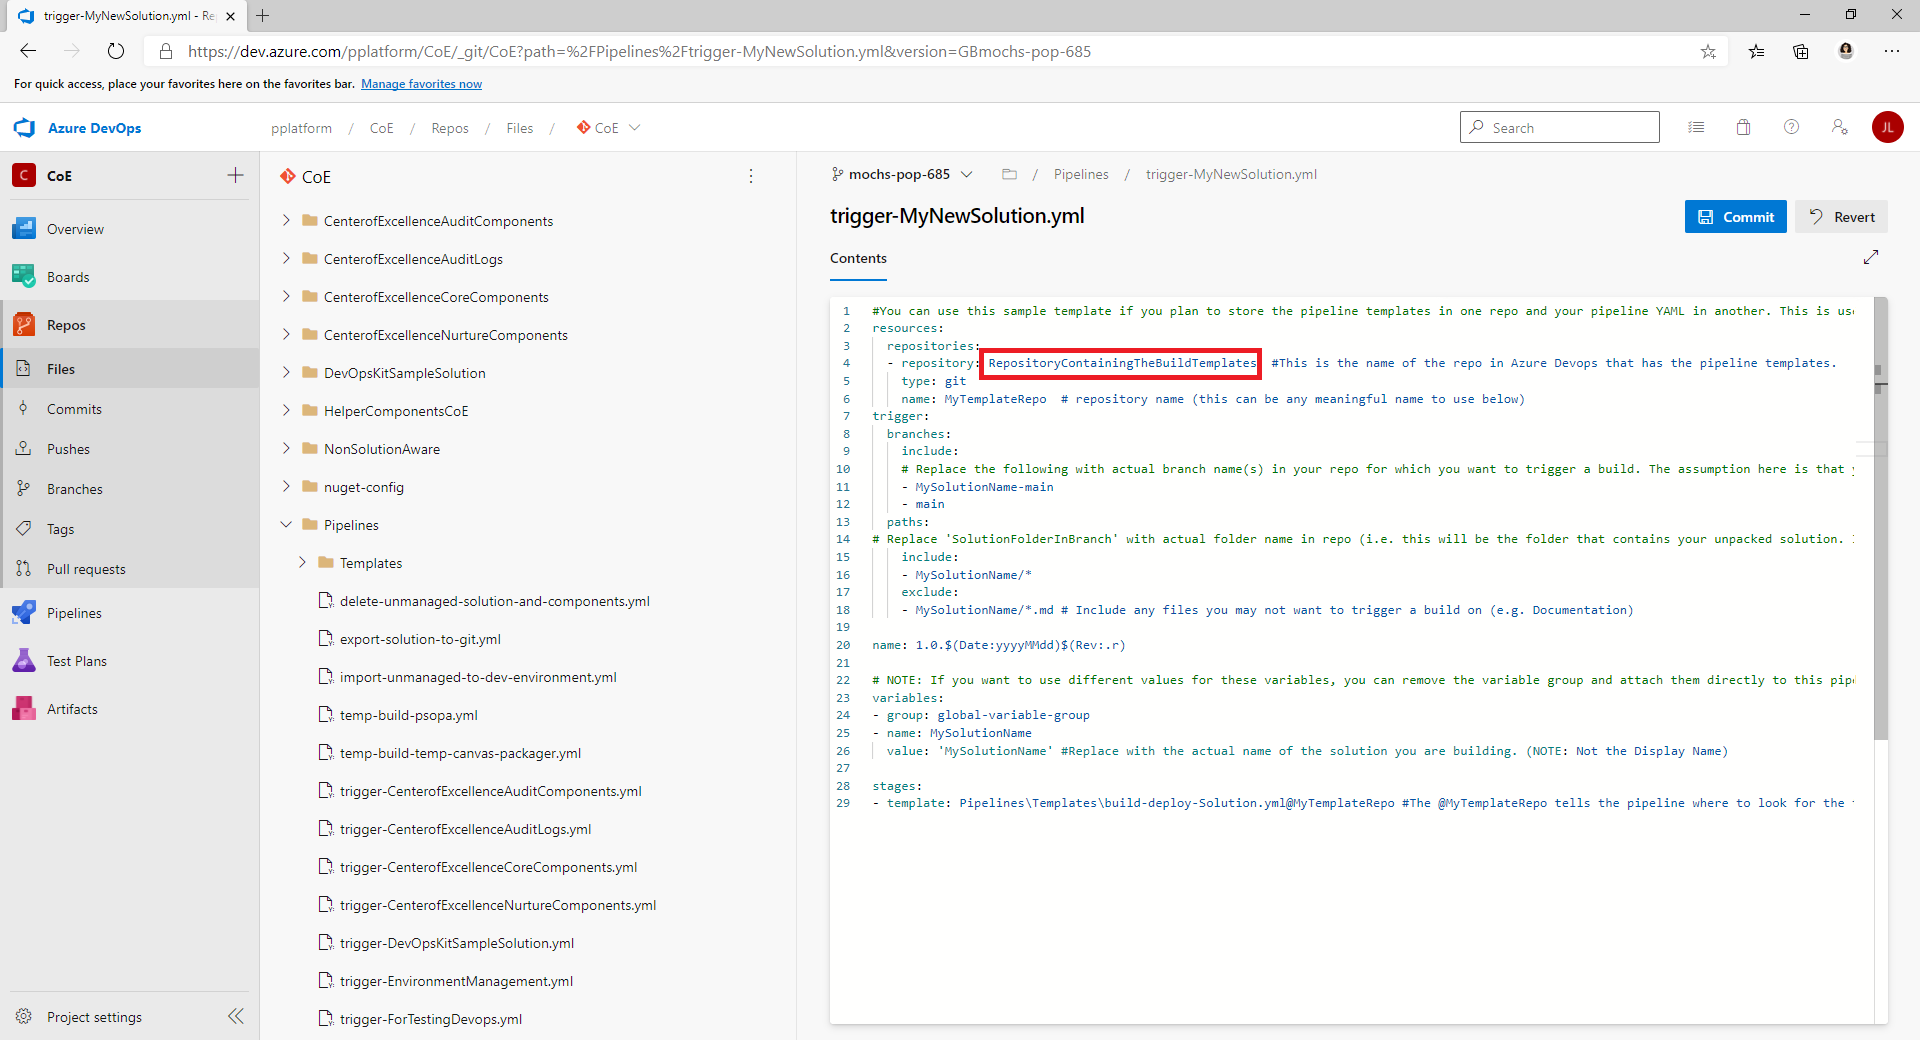 trigger-MyNewSolution.yml - Re
https://dev.azure.com/pplatform/CoE/_git/CoE?path=%2FPipelines%2Ftrigger-MyNewSolution.yml&version=GBmochs-pop-685
For quick access, place your favorites here on the favorites bar. Manage favorites now
Azure DevOps
pplatform / CoE / Repos / Files / CoE
Search
JL
C CoE
Overview
Boards
Repos
Files
Commits
Pushes
Branches
Tags
Pull requests
Pipelines
Test Plans
Artifacts
Project settings
CoE
CenterofExcellenceAuditComponents
CenterofExcellenceAuditLogs
CenterofExcellenceCoreComponents
CenterofExcellenceNurtureComponents
DevOpsKitSampleSolution
HelperComponentsCoE
NonSolutionAware
nuget-config
Pipelines
Templates
delete-unmanaged-solution-and-components.yml
export-solution-to-git.yml
import-unmanaged-to-dev-environment.yml
temp-build-psopa.yml
temp-build-temp-canvas-packager.yml
trigger-CenterofExcellenceAuditComponents.yml
trigger-CenterofExcellenceAuditLogs.yml
trigger-CenterofExcellenceCoreComponents.yml
trigger-CenterofExcellenceNurtureComponents.yml
trigger-DevOpsKitSampleSolution.yml
trigger-EnvironmentManagement.yml
trigger-ForTestingDevops.yml
mochs-pop-685 / Pipelines / trigger-MyNewSolution.yml
trigger-MyNewSolution.yml
Commit
Revert
Contents
1 #You can use this sample template if you plan to store the pipeline templates in one repo and your pipeline YAML in another. This is us
2 resources:
3 repositories:
4 - repository: RepositoryContainingTheBuildTemplates #This is the name of the repo in Azure Devops that has the pipeline templates.
5 type: git
6 name: MyTemplateRepo # repository name (this can be any meaningful name to use below)
7 trigger:
8 branches:
9 include:
10 # Replace the following with actual branch name(s) in your repo for which you want to trigger a build. The assumption here is that
11 - MySolutionName-main
12 - main
13 paths:
14 # Replace 'SolutionFolderInBranch' with actual folder name in repo (i.e. this will be the folder that contains your unpacked solution.
15 include:
16 - MySolutionName/*
17 exclude:
18 - MySolutionName/*.md # Include any files you may not want to trigger a build on (e.g. Documentation)
19
20 name: 1.0.$(Date:yyyyMMdd)$(Rev:.r)
21
22 # NOTE: If you want to use different values for these variables, you can remove the variable group and attach them directly to this pip
23 variables:
24 - group: global-variable-group
25 - name: MySolutionName
26 value: 'MySolutionName' #Replace with the actual name of the solution you are building. (NOTE: Not the Display Name)
27
28 stages:
29 - template: Pipelines\Templates\build-deploy-Solution.yml@MyTemplateRepo #The @MyTemplateRepo tells the pipeline where to look for the